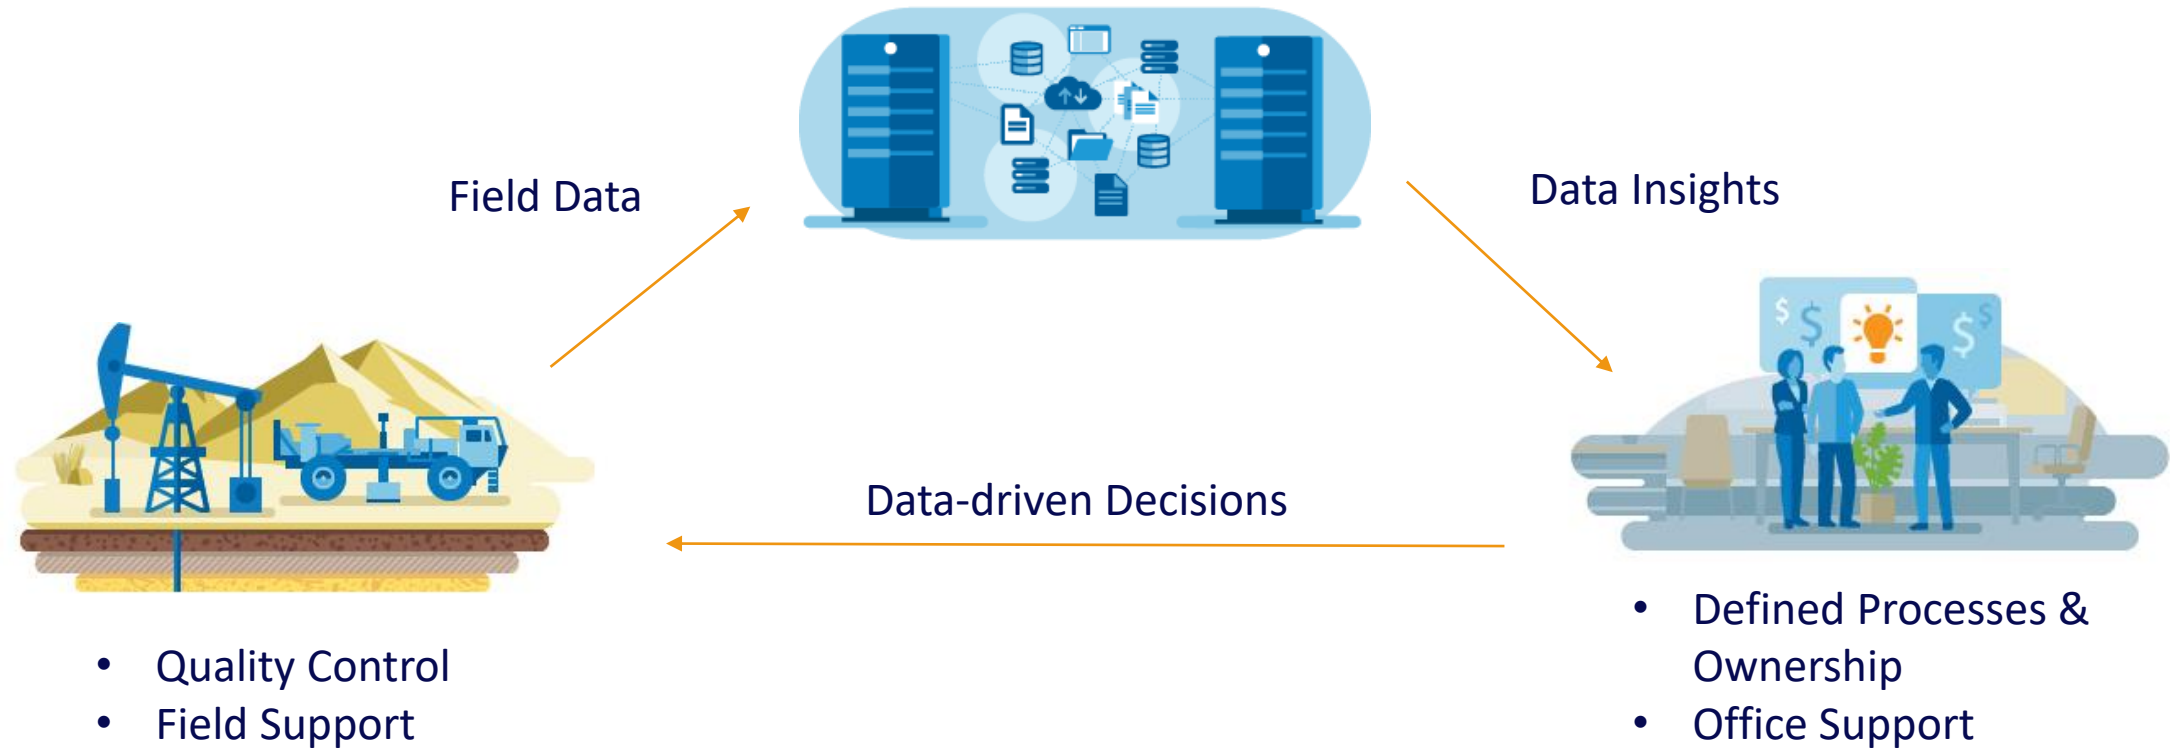 Field Data
Data Insights
$ $
$ $
Data-driven Decisions
• Defined Processes &
Ownership
• Office Support
• Quality Control
• Field Support